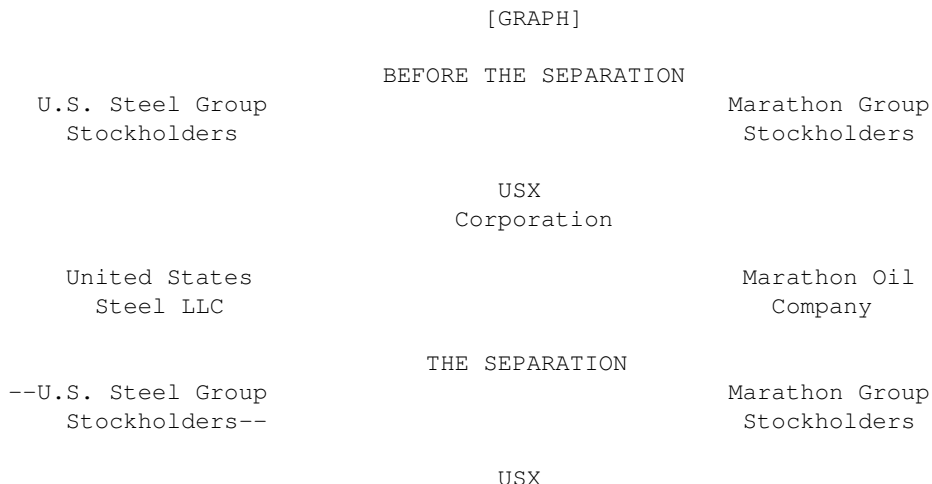 [GRAPH]
BEFORE THE SEPARATION
U.S. Steel Group Marathon Group
Stockholders Stockholders
USX
Corporation
United States Marathon Oil
Steel LLC Company
THE SEPARATION
--U.S. Steel Group Marathon Group
Stockholders-- Stockholders
USX